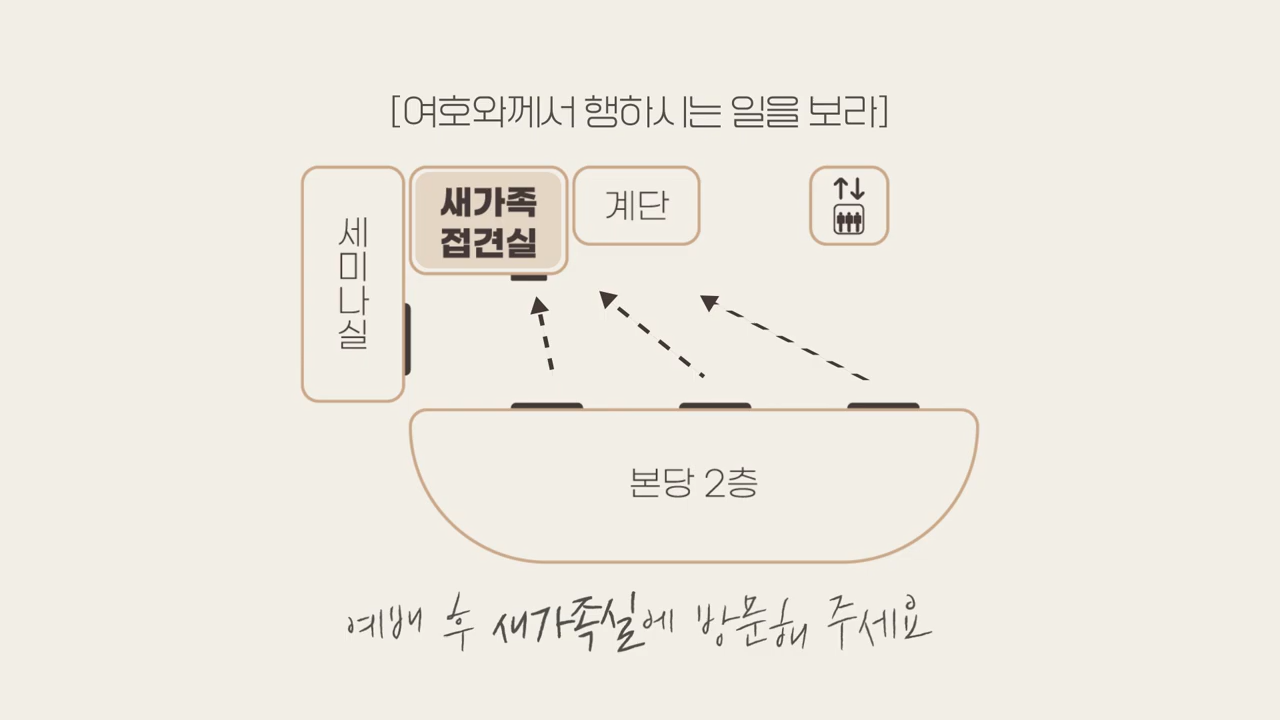 [여호와께서 행하시는 일을 보라]
세미나실
새가족
접견실
계단
본당 2층
예배 후 새가족실에 방문해 주세요